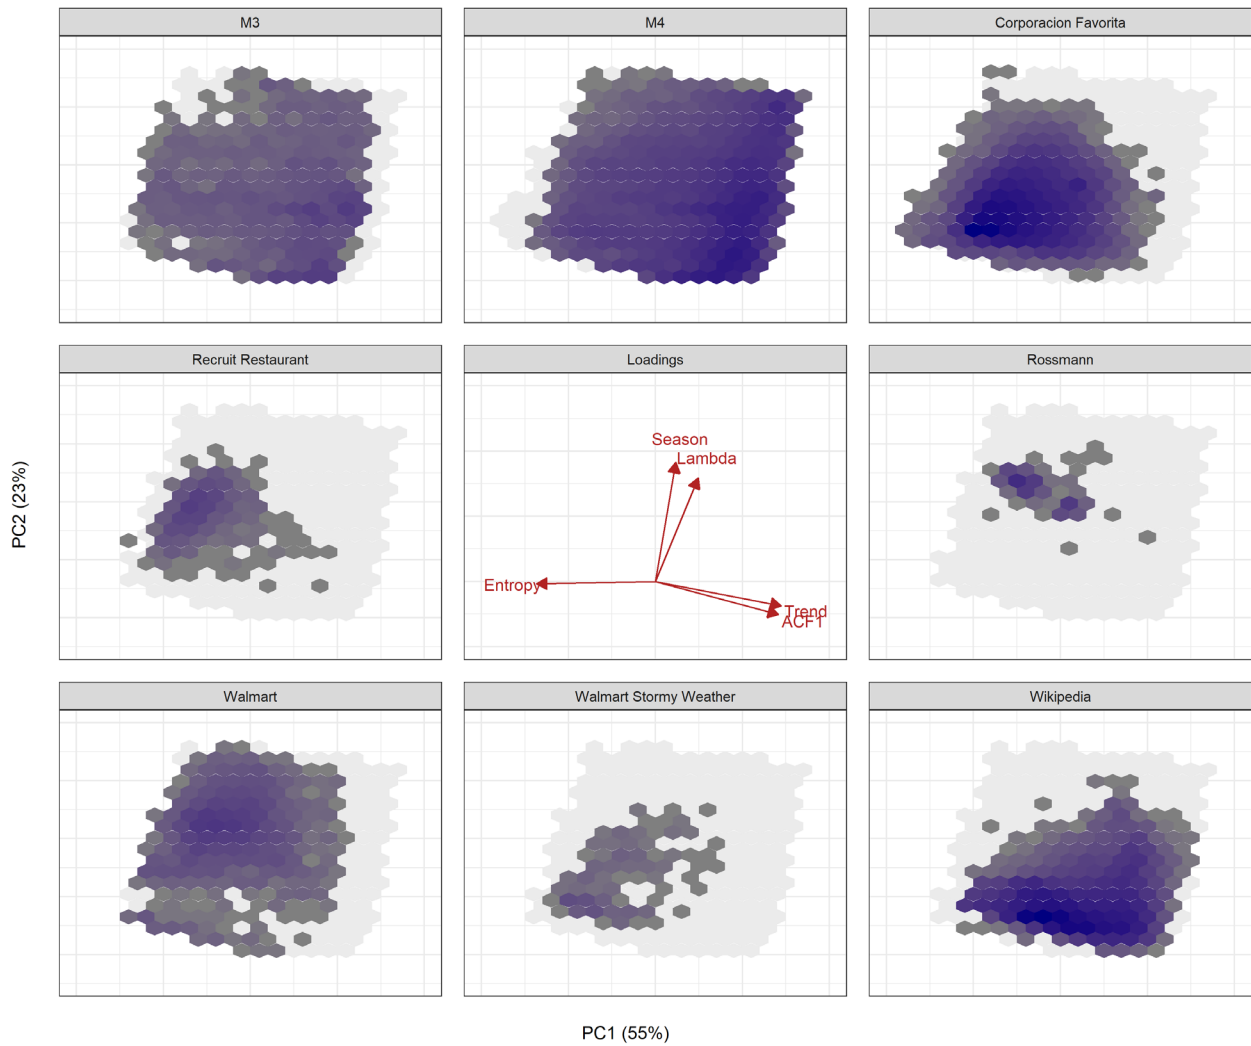 M3
M4
Corporacion Favorita
Recruit Restaurant
Loadings
Rossmann
Season
Lambda
Entropy
Trend
ACF1
PC2 (23%)
Walmart
Walmart Stormy Weather
Wikipedia
PC1 (55%)